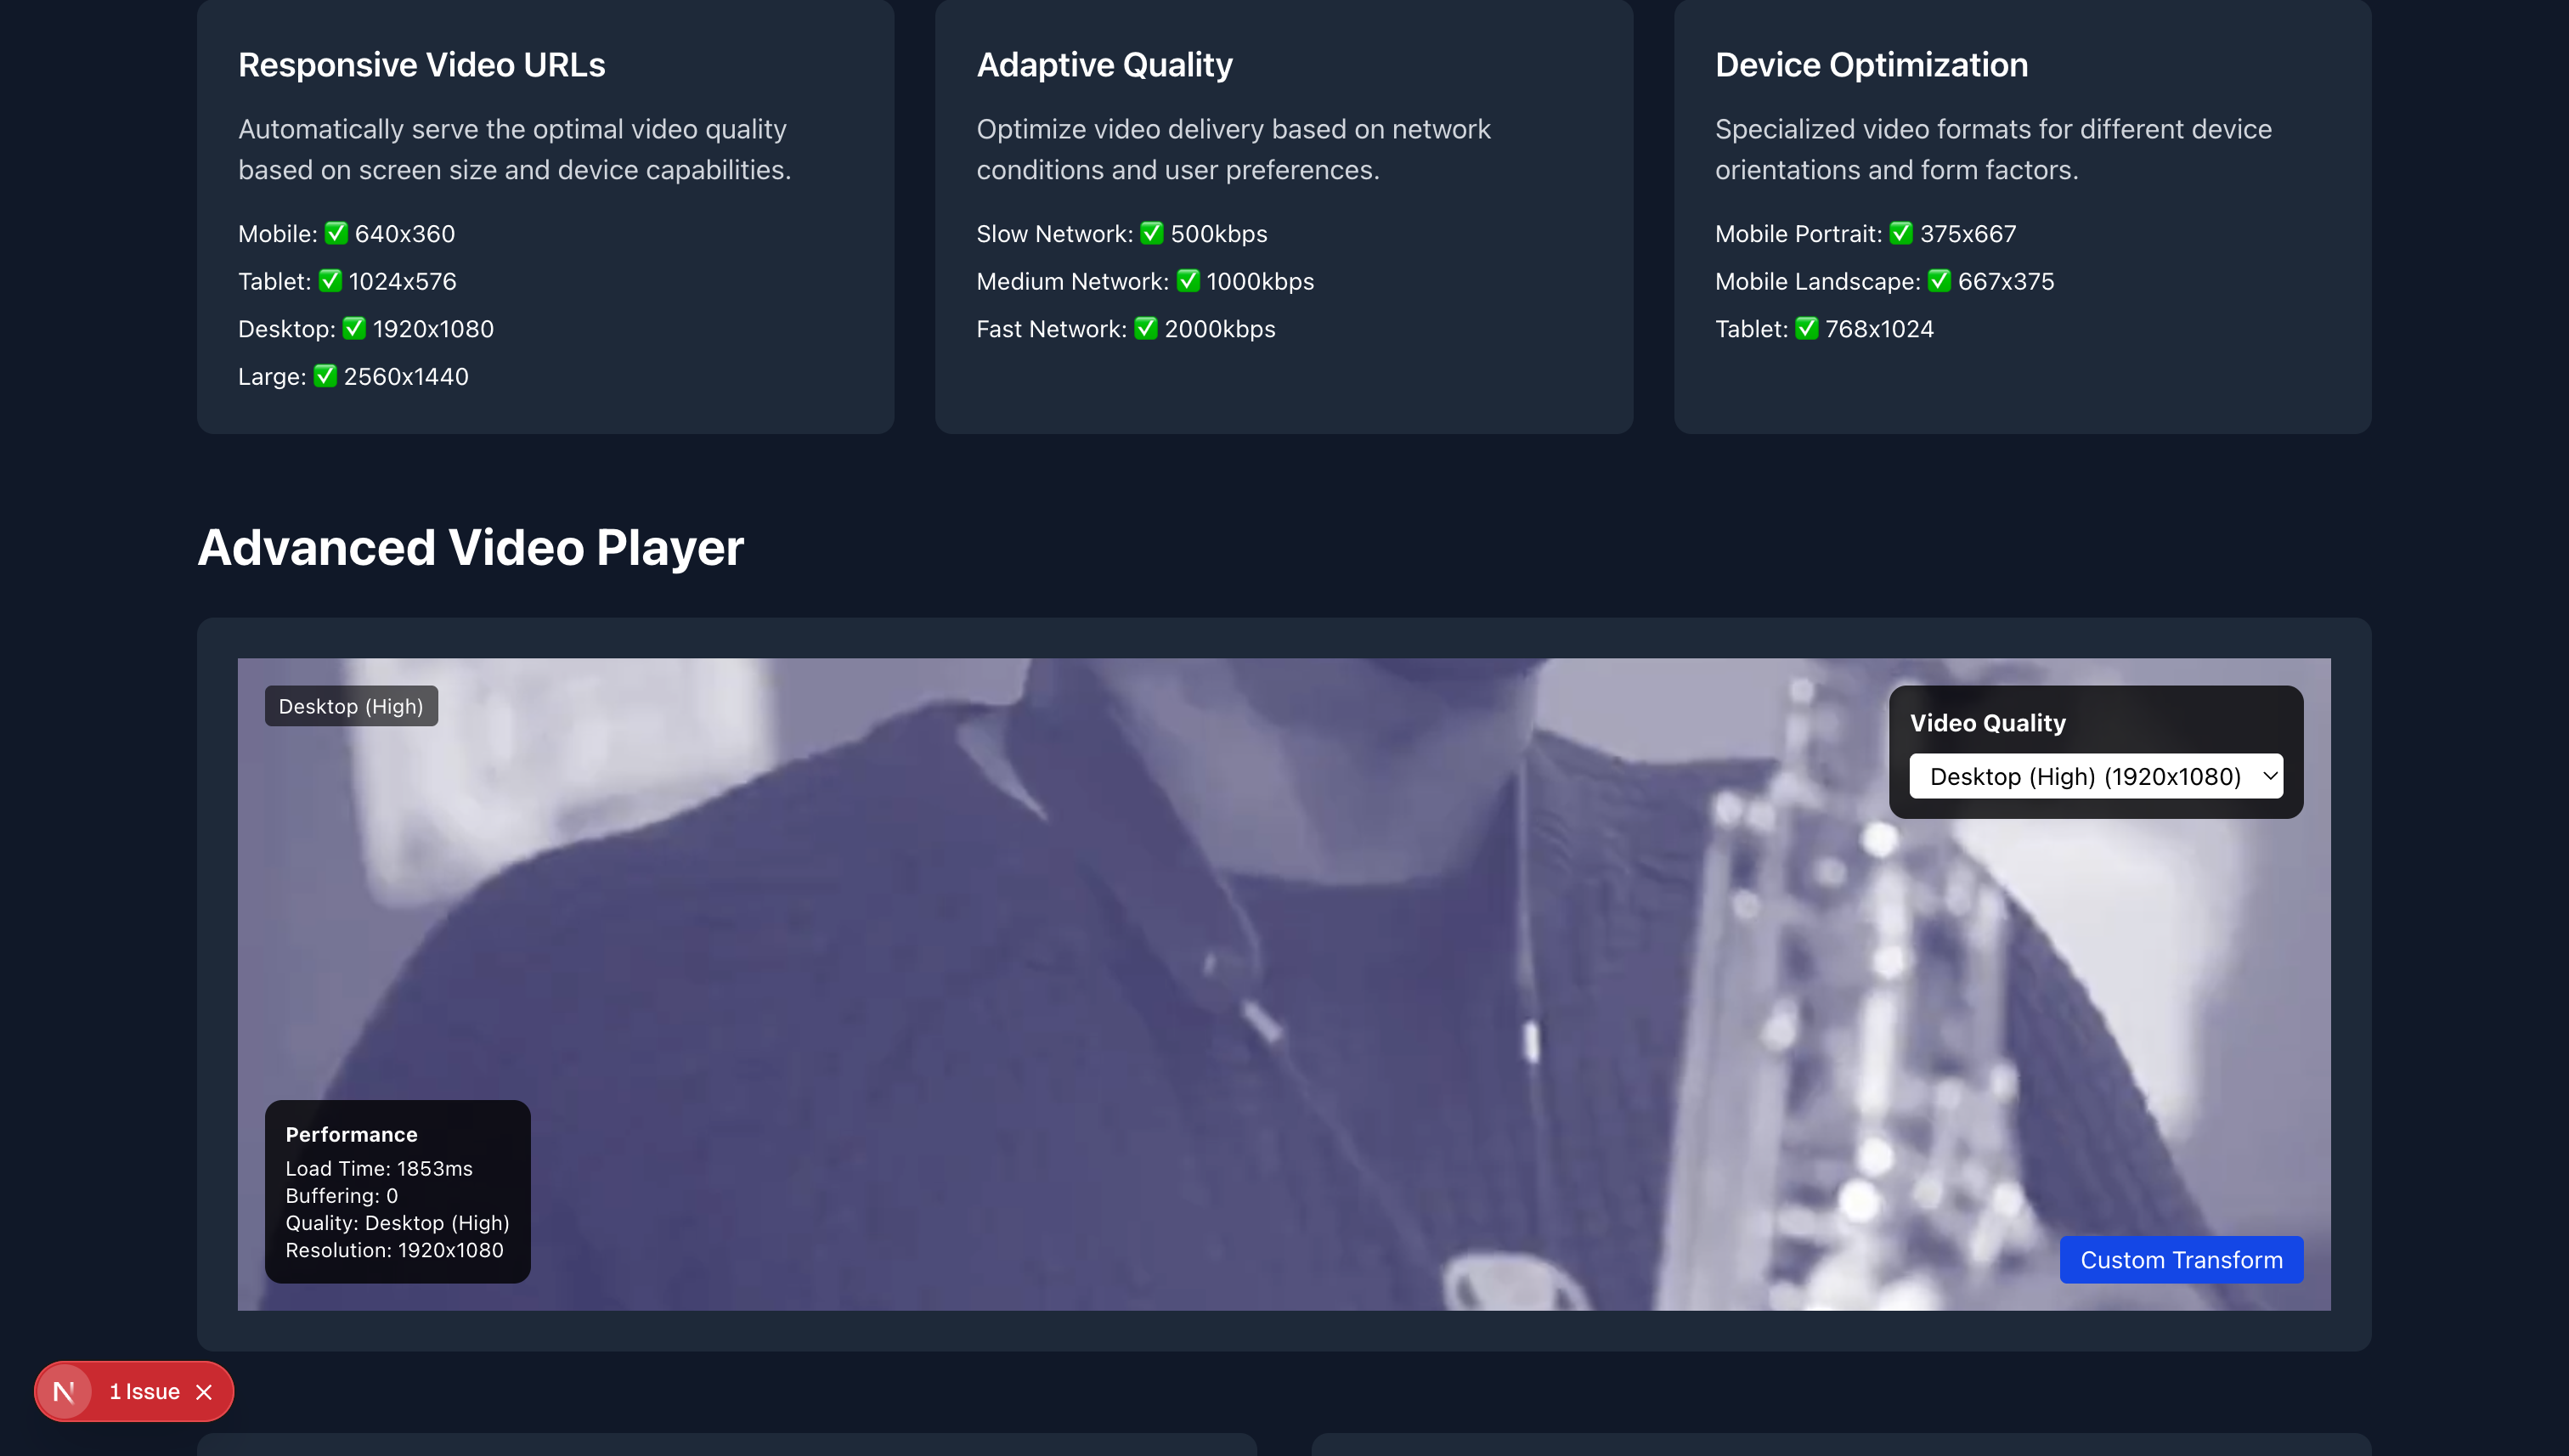 Responsive Video URLs
Automatically serve the optimal video quality
based on screen size and device capabilities.
Mobile: ✅ 640x360
Tablet: ✅ 1024x576
Desktop: ✅ 1920x1080
Large: ✅ 2560x1440
Adaptive Quality
Optimize video delivery based on network
conditions and user preferences.
Slow Network: ✅ 500kbps
Medium Network: ✅ 1000kbps
Fast Network: ✅ 2000kbps
Device Optimization
Specialized video formats for different device
orientations and form factors.
Mobile Portrait: ✅ 375x667
Mobile Landscape: ✅ 667x375
Tablet: ✅ 768x1024
Advanced Video Player
Desktop (High)
Video Quality
Desktop (High) (1920x1080)
Performance
Load Time: 1853ms
Buffering: 0
Quality: Desktop (High)
Resolution: 1920x1080
Custom Transform
N 1 Issue